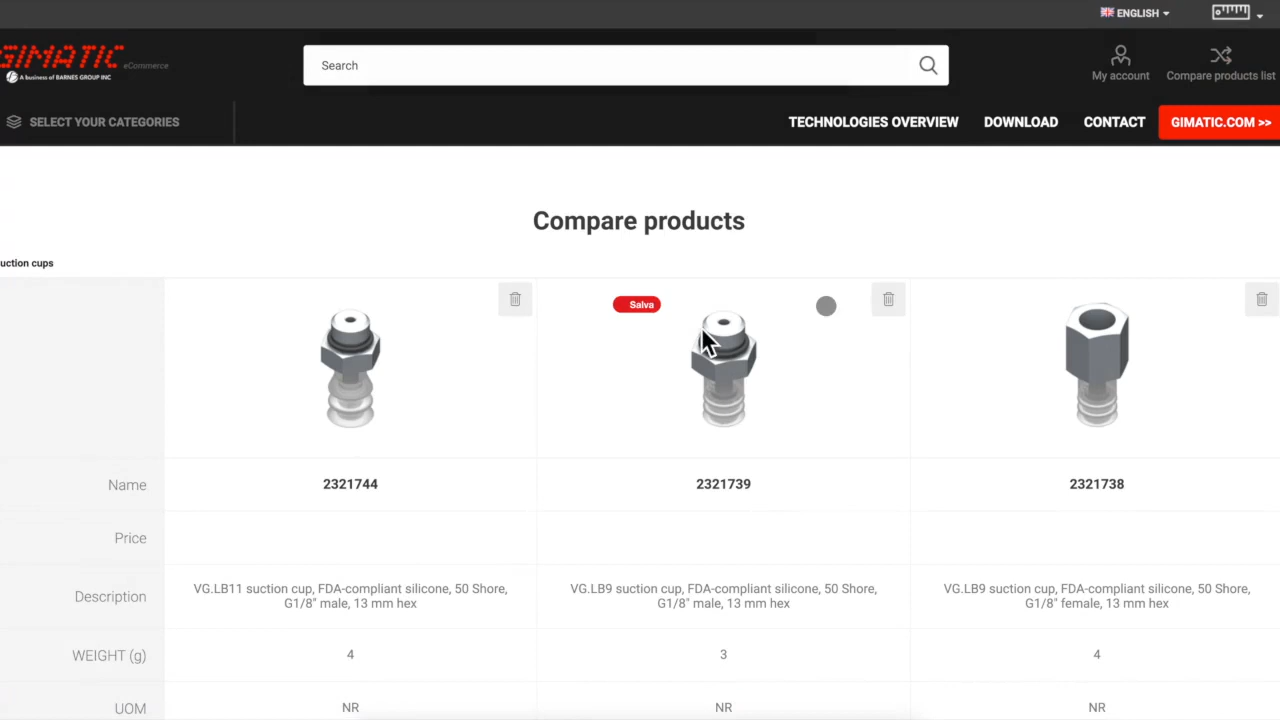 ENGLISH
GIMATIC eCommerce
A business of BARNES GROUP INC
Search
My account
Compare products list
SELECT YOUR CATEGORIES
TECHNOLOGIES OVERVIEW
DOWNLOAD
CONTACT
GIMATIC.COM >>
Compare products
uction cups
Salva
Name
2321744
2321739
2321738
Price
Description
VG.LB11 suction cup, FDA-compliant silicone, 50 Shore,
G1/8" male, 13 mm hex
VG.LB9 suction cup, FDA-compliant silicone, 50 Shore,
G1/8" male, 13 mm hex
VG.LB9 suction cup, FDA-compliant silicone, 50 Shore,
G1/8" female, 13 mm hex
WEIGHT (g)
4
3
4
UOM
NR
NR
NR